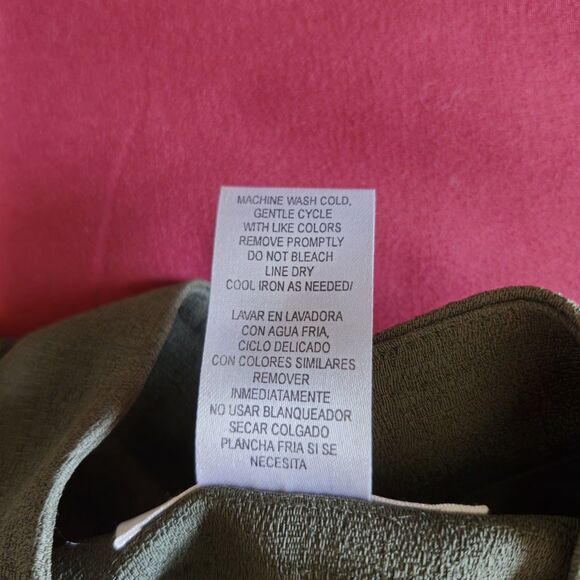 MACHINE WASH COLD,
GENTLE CYCLE
WITH LIKE COLORS
REMOVE PROMPTLY
DO NOT BLEACH
LINE DRY
COOL IRON AS NEEDED/
LAVAR EN LAVADORA
CON AGUA FRIA,
CICLO DELICADO
CON COLORES SIMILARES
REMOVER
INMEDIATAMENTE
NO USAR BLANQUEADOR
SECAR COLGADO
PLANCHA FRIA SI SE
NECESITA